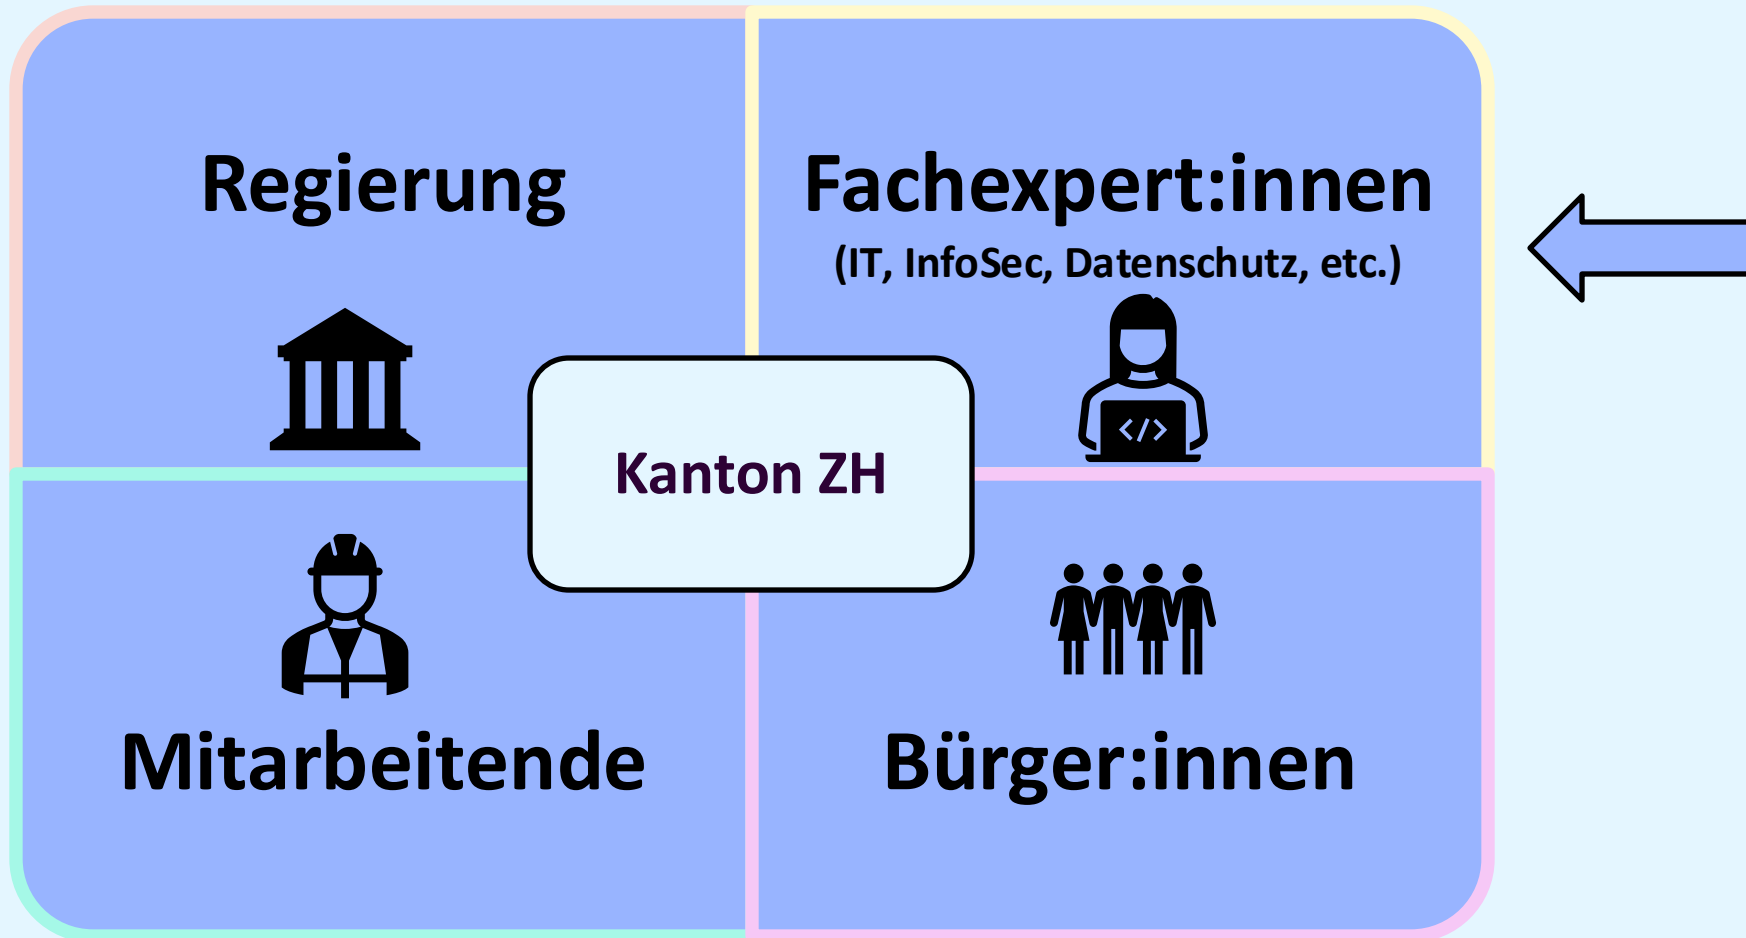 Regierung
Fachexpert:innen
(IT, InfoSec, Datenschutz, etc.)
</>
Kanton ZH
Mitarbeitende
Bürger:innen